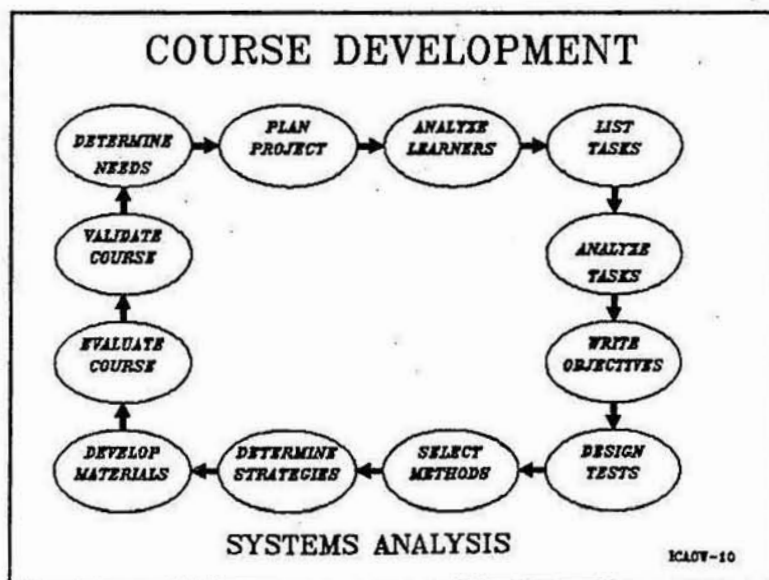 COURSE DEVELOPMENT
DETERMINE
NEEDS
PLAN
PROJECT
ANALYZE
LEARNERS
LIST
TASKS
ANALYZE
TASKS
WRITE
OBJECTIVES
DESIGN
TESTS
SELECT
METHODS
DETERMINE
STRATEGIES
DEVELOP
MATERIALS
EVALUATE
COURSE
VALIDATE
COURSE
SYSTEMS ANALYSIS
ICAOW-10